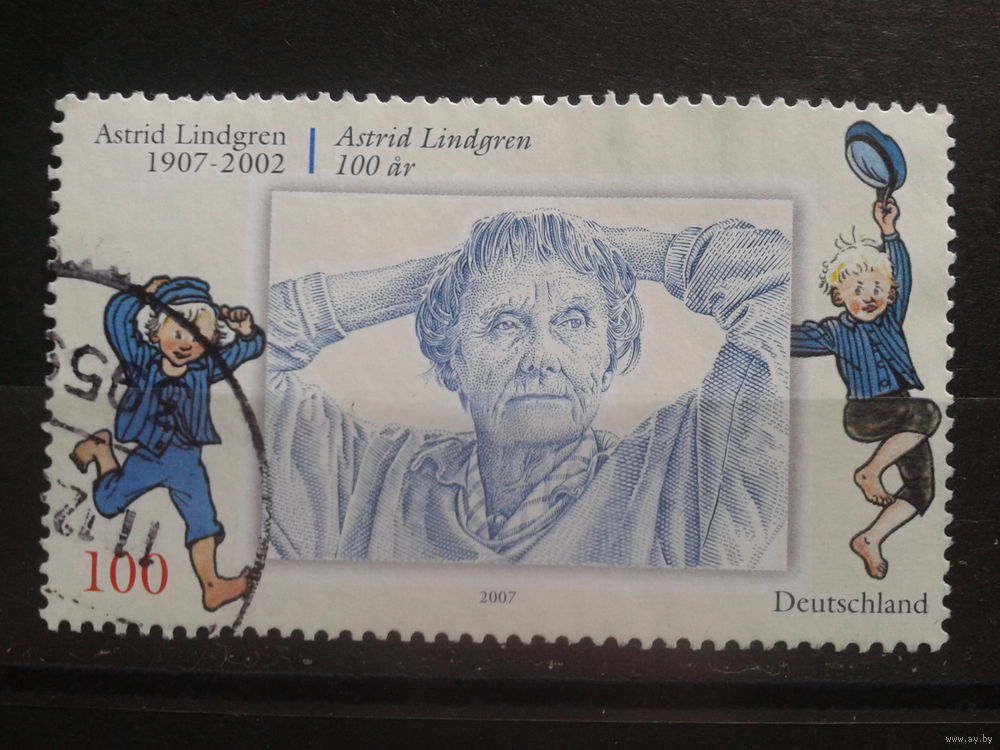 Astrid Lindgren
1907-2002
Astrid Lindgren
100 år
100
2007
Deutschland
www.ay.by